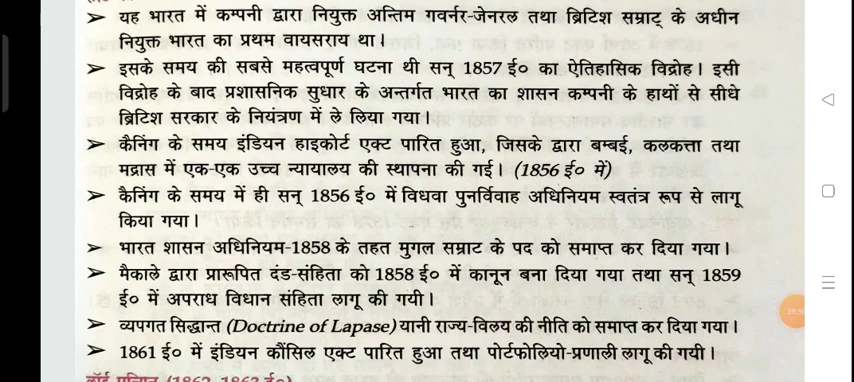 ➢ यह भारत में कम्पनी द्वारा नियुक्त अन्तिम गवर्नर-जेनरल तथा ब्रिटिश सम्राट् के अधीन
नियुक्त भारत का प्रथम वायसराय था।
➢ इसके समय की सबसे महत्वपूर्ण घटना थी सन् 1857 ई० का ऐतिहासिक विद्रोह। इसी
विद्रोह के बाद प्रशासनिक सुधार के अन्तर्गत भारत का शासन कम्पनी के हाथों से सीधे
ब्रिटिश सरकार के नियंत्रण में ले लिया गया।
➢ कैनिंग के समय इंडियन हाइकोर्ट एक्ट पारित हुआ, जिसके द्वारा बम्बई, कलकत्ता तथा
मद्रास में एक-एक उच्च न्यायालय की स्थापना की गई। (1856 ई० में)
➢ कैनिंग के समय में ही सन् 1856 ई० में विधवा पुनर्विवाह अधिनियम स्वतंत्र रूप से लागू
किया गया।
➢ भारत शासन अधिनियम-1858 के तहत मुगल सम्राट के पद को समाप्त कर दिया गया।
➢ मैकाले द्वारा प्रारूपित दंड-संहिता को 1858 ई० में कानून बना दिया गया तथा सन् 1859
ई० में अपराध विधान संहिता लागू की गयी।
➢ व्यपगत सिद्धान्त (Doctrine of Lapase) यानी राज्य-विलय की नीति को समाप्त कर दिया गया।
➢ 1861 ई० में इंडियन कौंसिल एक्ट पारित हुआ तथा पोर्टफोलियो-प्रणाली लागू की गयी।